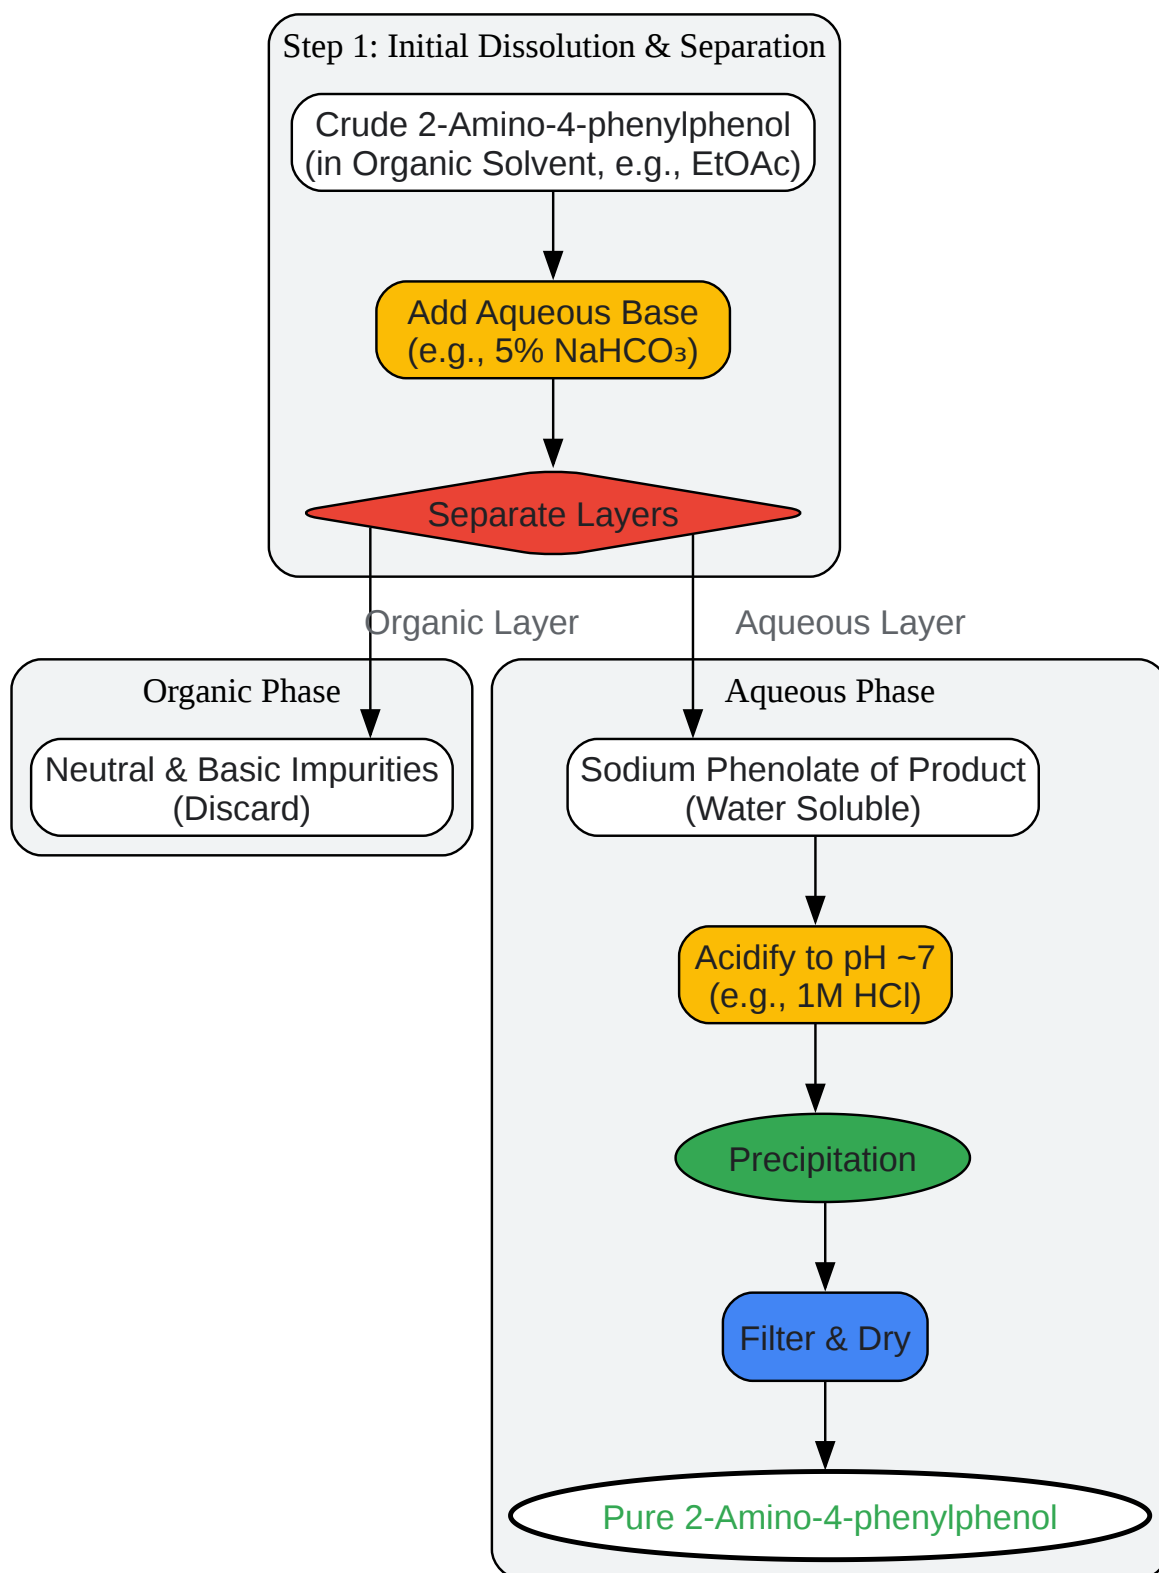 Step 1: Initial Dissolution & Separation
Crude 2-Amino-4-phenylphenol
(in Organic Solvent, e.g., EtOAc)
Add Aqueous Base
(e.g., 5% NaHCO₃)
Separate Layers
Organic Layer
Aqueous Layer
Organic Phase
Neutral & Basic Impurities
(Discard)
Aqueous Phase
Sodium Phenolate of Product
(Water Soluble)
Acidify to pH ~7
(e.g., 1M HCl)
Precipitation
Filter & Dry
Pure 2-Amino-4-phenylphenol